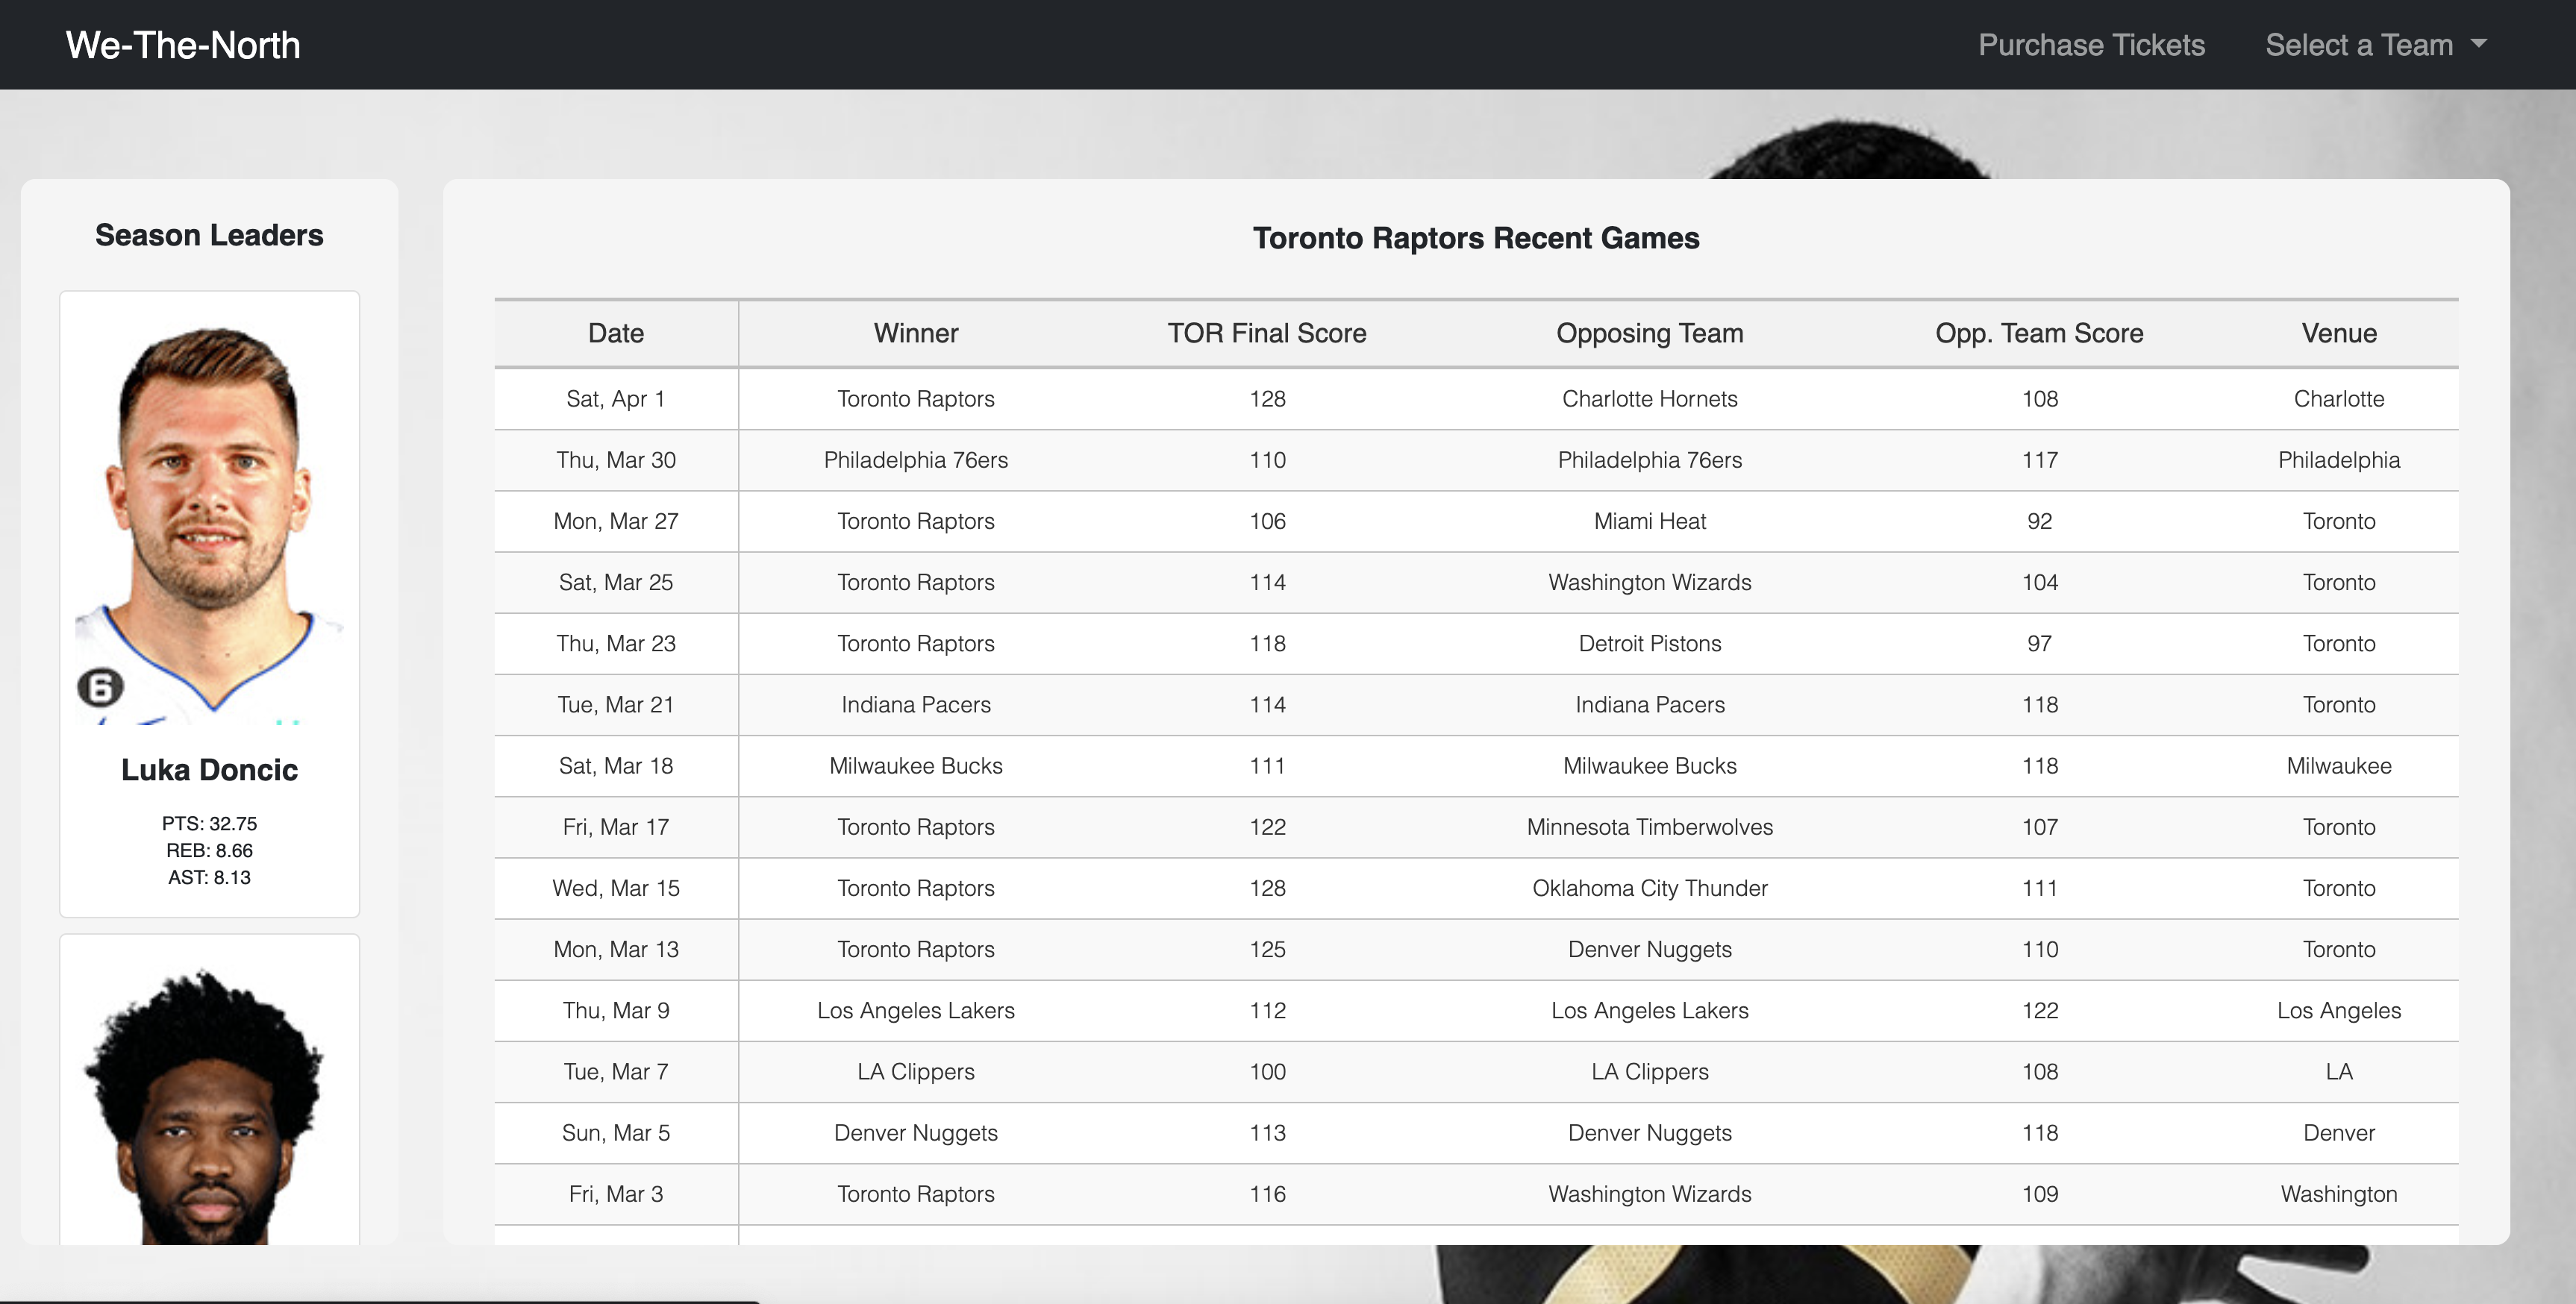 We-The-North
Purchase Tickets Select a Team
Season Leaders
6
Luka Doncic
PTS: 32.75
REB: 8.66
AST: 8.13
Toronto Raptors Recent Games
Date Winner TOR Final Score Opposing Team Opp. Team Score Venue
Sat, Apr 1 Toronto Raptors 128 Charlotte Hornets 108 Charlotte
Thu, Mar 30 Philadelphia 76ers 110 Philadelphia 76ers 117 Philadelphia
Mon, Mar 27 Toronto Raptors 106 Miami Heat 92 Toronto
Sat, Mar 25 Toronto Raptors 114 Washington Wizards 104 Toronto
Thu, Mar 23 Toronto Raptors 118 Detroit Pistons 97 Toronto
Tue, Mar 21 Indiana Pacers 114 Indiana Pacers 118 Toronto
Sat, Mar 18 Milwaukee Bucks 111 Milwaukee Bucks 118 Milwaukee
Fri, Mar 17 Toronto Raptors 122 Minnesota Timberwolves 107 Toronto
Wed, Mar 15 Toronto Raptors 128 Oklahoma City Thunder 111 Toronto
Mon, Mar 13 Toronto Raptors 125 Denver Nuggets 110 Toronto
Thu, Mar 9 Los Angeles Lakers 112 Los Angeles Lakers 122 Los Angeles
Tue, Mar 7 LA Clippers 100 LA Clippers 108 LA
Sun, Mar 5 Denver Nuggets 113 Denver Nuggets 118 Denver
Fri, Mar 3 Toronto Raptors 116 Washington Wizards 109 Washington